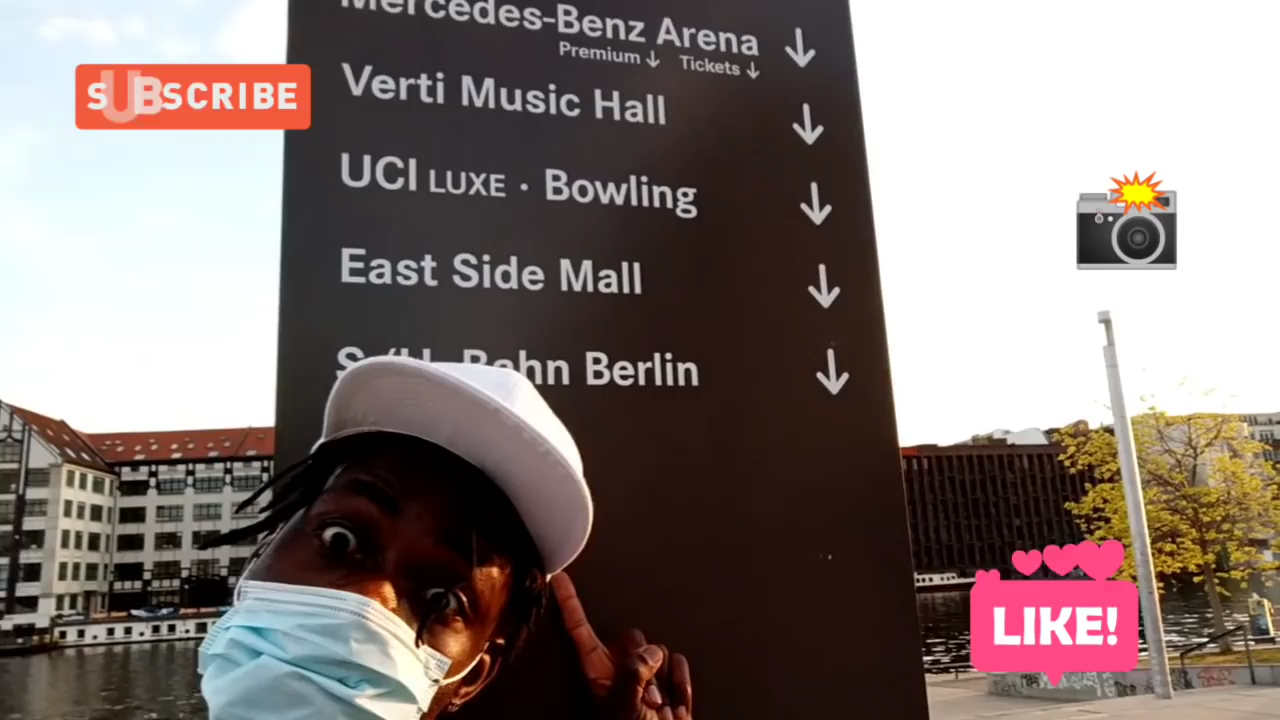 Mercedes-Benz Arena
Premium ↓ Tickets ↓
SUBSCRIBE
Verti Music Hall
UCI LUXE · Bowling
East Side Mall
S-/U-Bahn Berlin
LIKE!